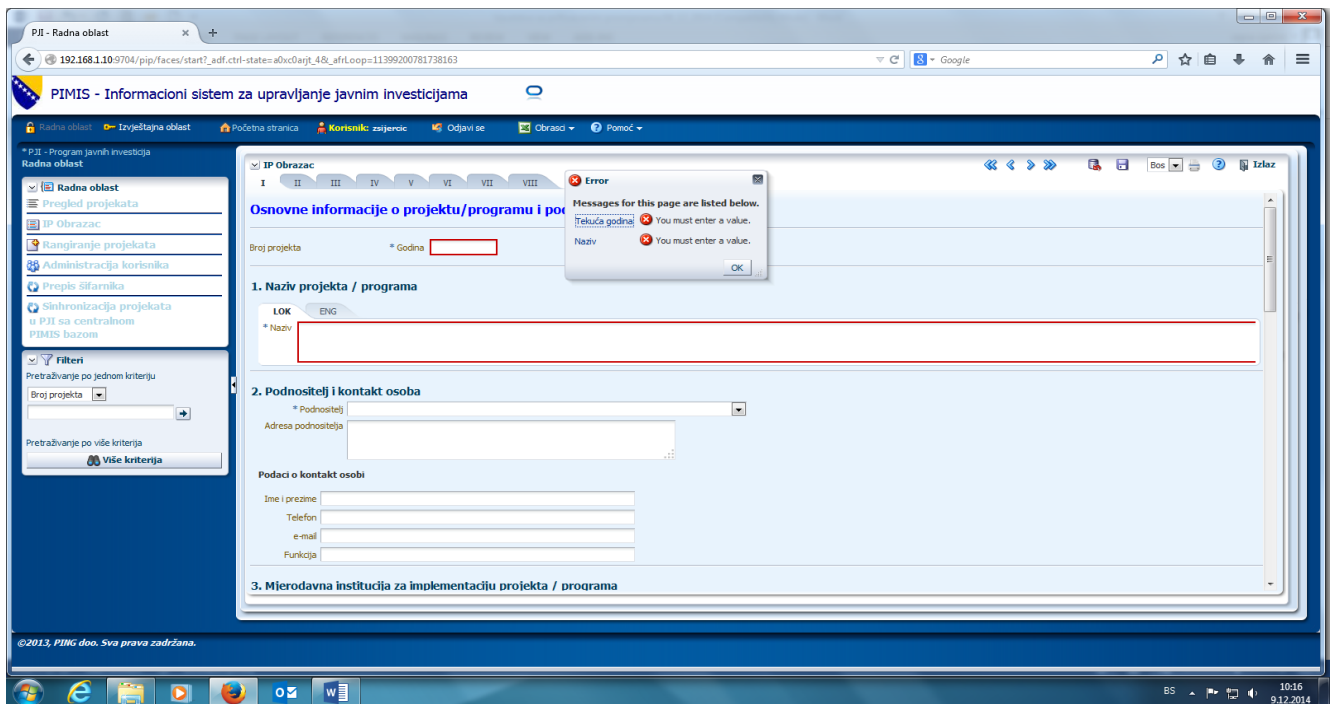 PJI - Radna oblast
192.168.1.10:9704/pip/faces/start?_adf.ctrl-state=a0xc0arjt_4&_afrLoop=11399200781738163
Google
PIMIS - Informacioni sistem za upravljanje javnim investicijama
Radna oblast Izvještajna oblast Početna stranica Korisnik: zsijercic Odjavi se Obrasci Pomoć
* PJI - Program javnih investicija
Radna oblast
Radna oblast
Pregled projekata
IP Obrazac
Rangiranje projekata
Administracija korisnika
Prepis šifarnika
Sinhronizacija projekata
u PJI sa centralnom
PIMIS bazom
Filteri
Pretraživanje po jednom kriteriju
Broj projekta
Pretraživanje po više kriterija
Više kriterija
IP Obrazac
Bos Izlaz
I II III IV V VI VII VIII
Osnovne informacije o projektu/programu i
Error
Messages for this page are listed below.
Tekuća godina You must enter a value.
Naziv You must enter a value.
OK
Broj projekta * Godina
1. Naziv projekta / programa
LOK ENG
* Naziv
2. Podnositelj i kontakt osoba
* Podnositelj
Adresa podnositelja
Podaci o kontakt osobi
Ime i prezime
Telefon
e-mail
Funkcija
3. Mjerodavna institucija za implementaciju projekta / programa
©2013, PING doo. Sva prava zadržana.
BS 10:16
9.12.2014